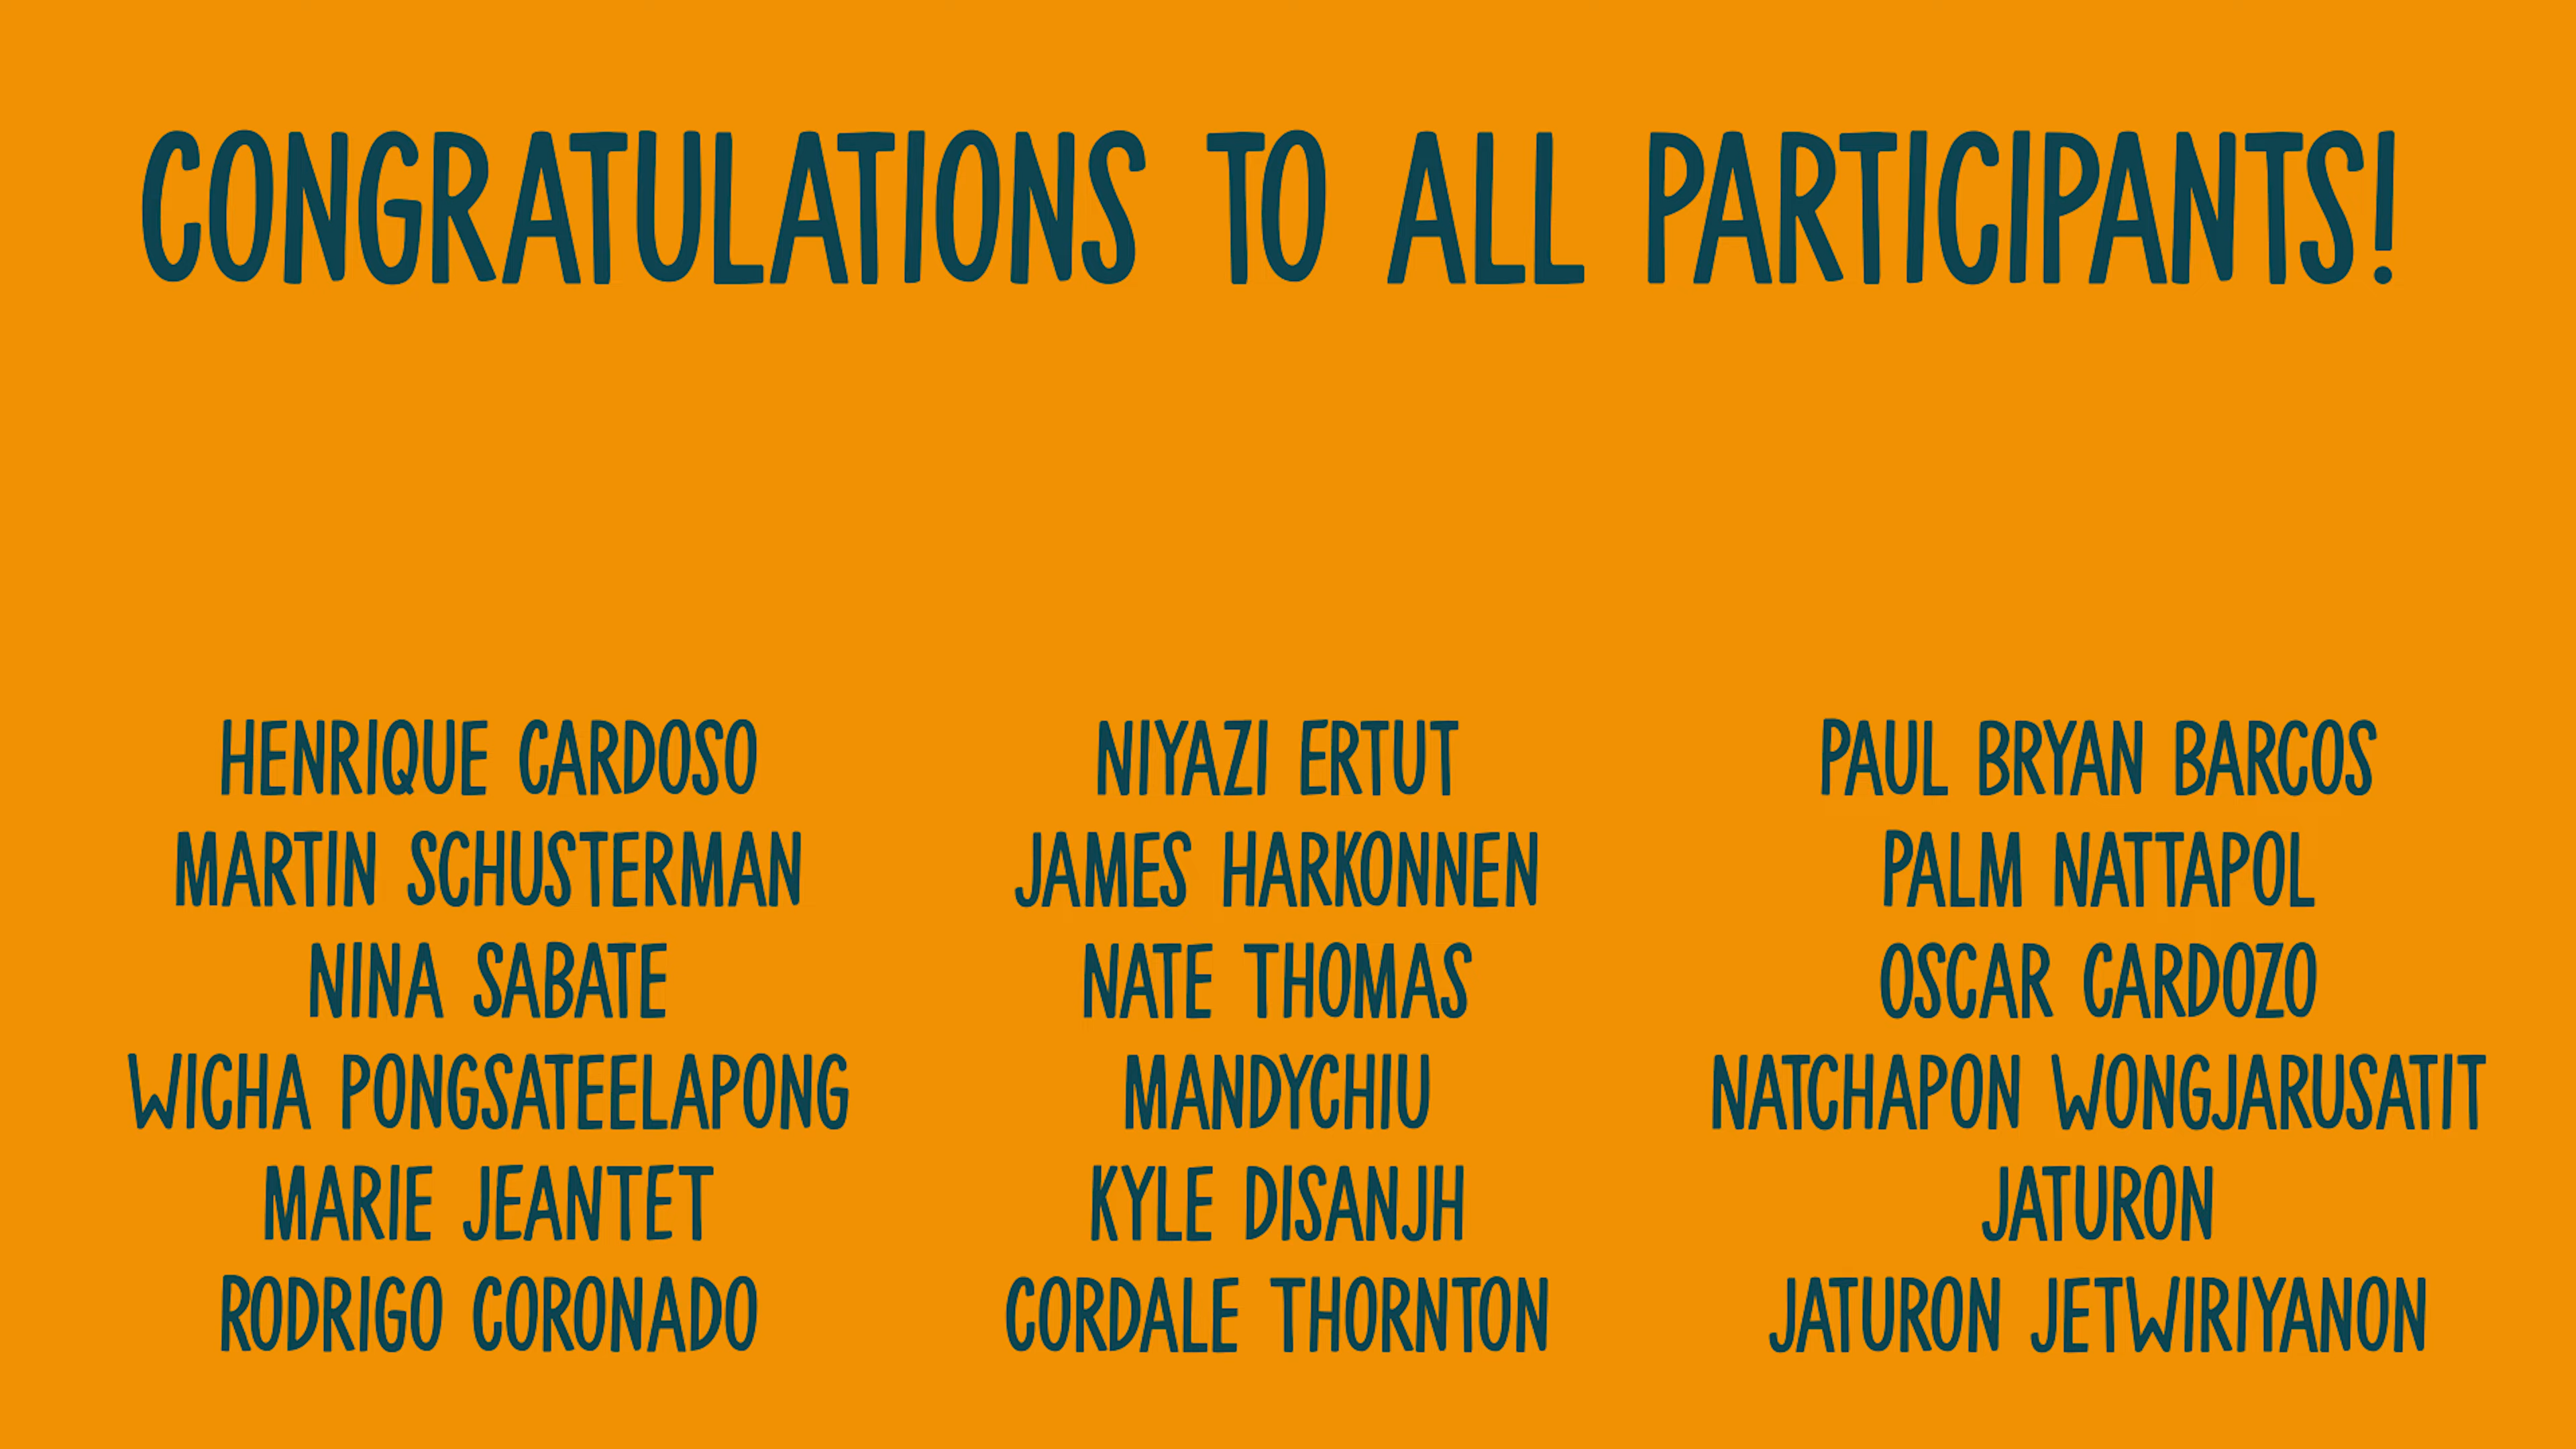 CONGRATULATIONS TO ALL PARTICIPANTS!
HENRIQUE CARDOSO
MARTIN SCHUSTERMAN
NINA SABATE
WICHA PONGSATEELAPONG
MARIE JEANTET
RODRIGO CORONADO
NIYAZI ERTUT
JAMES HARKONNEN
NATE THOMAS
MANDYCHIU
KYLE DISANJH
CORDALE THORNTON
PAUL BRYAN BARCOS
PALM NATTAPOL
OSCAR CARDOZO
NATCHAPON WONGJARUSATIT
JATURON
JATURON JETWIRIYANON